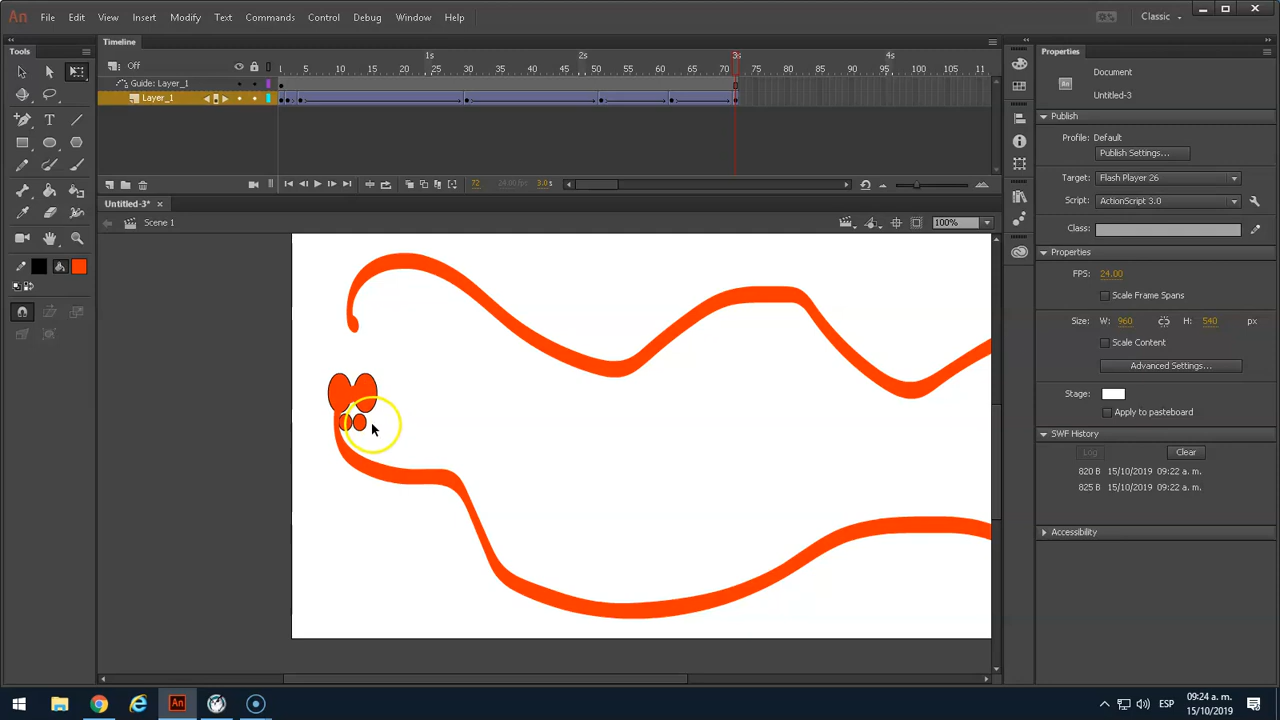 An File Edit View Insert Modify Text Commands Control Debug Window Help Classic
Tools
Timeline
Properties
Off
1s 2s 3s 4s
5 10 15 20 25 30 35 40 45 50 55 60 65 70 75 80 85 90 95 100 105 11
Guide: Layer_1
Layer_1
72 24.00 fps 3.0 s
Untitled-3* ×
Scene 1
100%
An
Document
Untitled-3
Publish
Profile: Default
Publish Settings...
Target: Flash Player 26
Script: ActionScript 3.0
Class:
Properties
FPS: 24.00
Scale Frame Spans
Size: W: 960 H: 540 px
Scale Content
Advanced Settings...
Stage:
Apply to pasteboard
SWF History
Log Clear
820 B 15/10/2019 09:22 a. m.
825 B 15/10/2019 09:22 a. m.
Accessibility
An
ESP
09:24 a. m.
15/10/2019